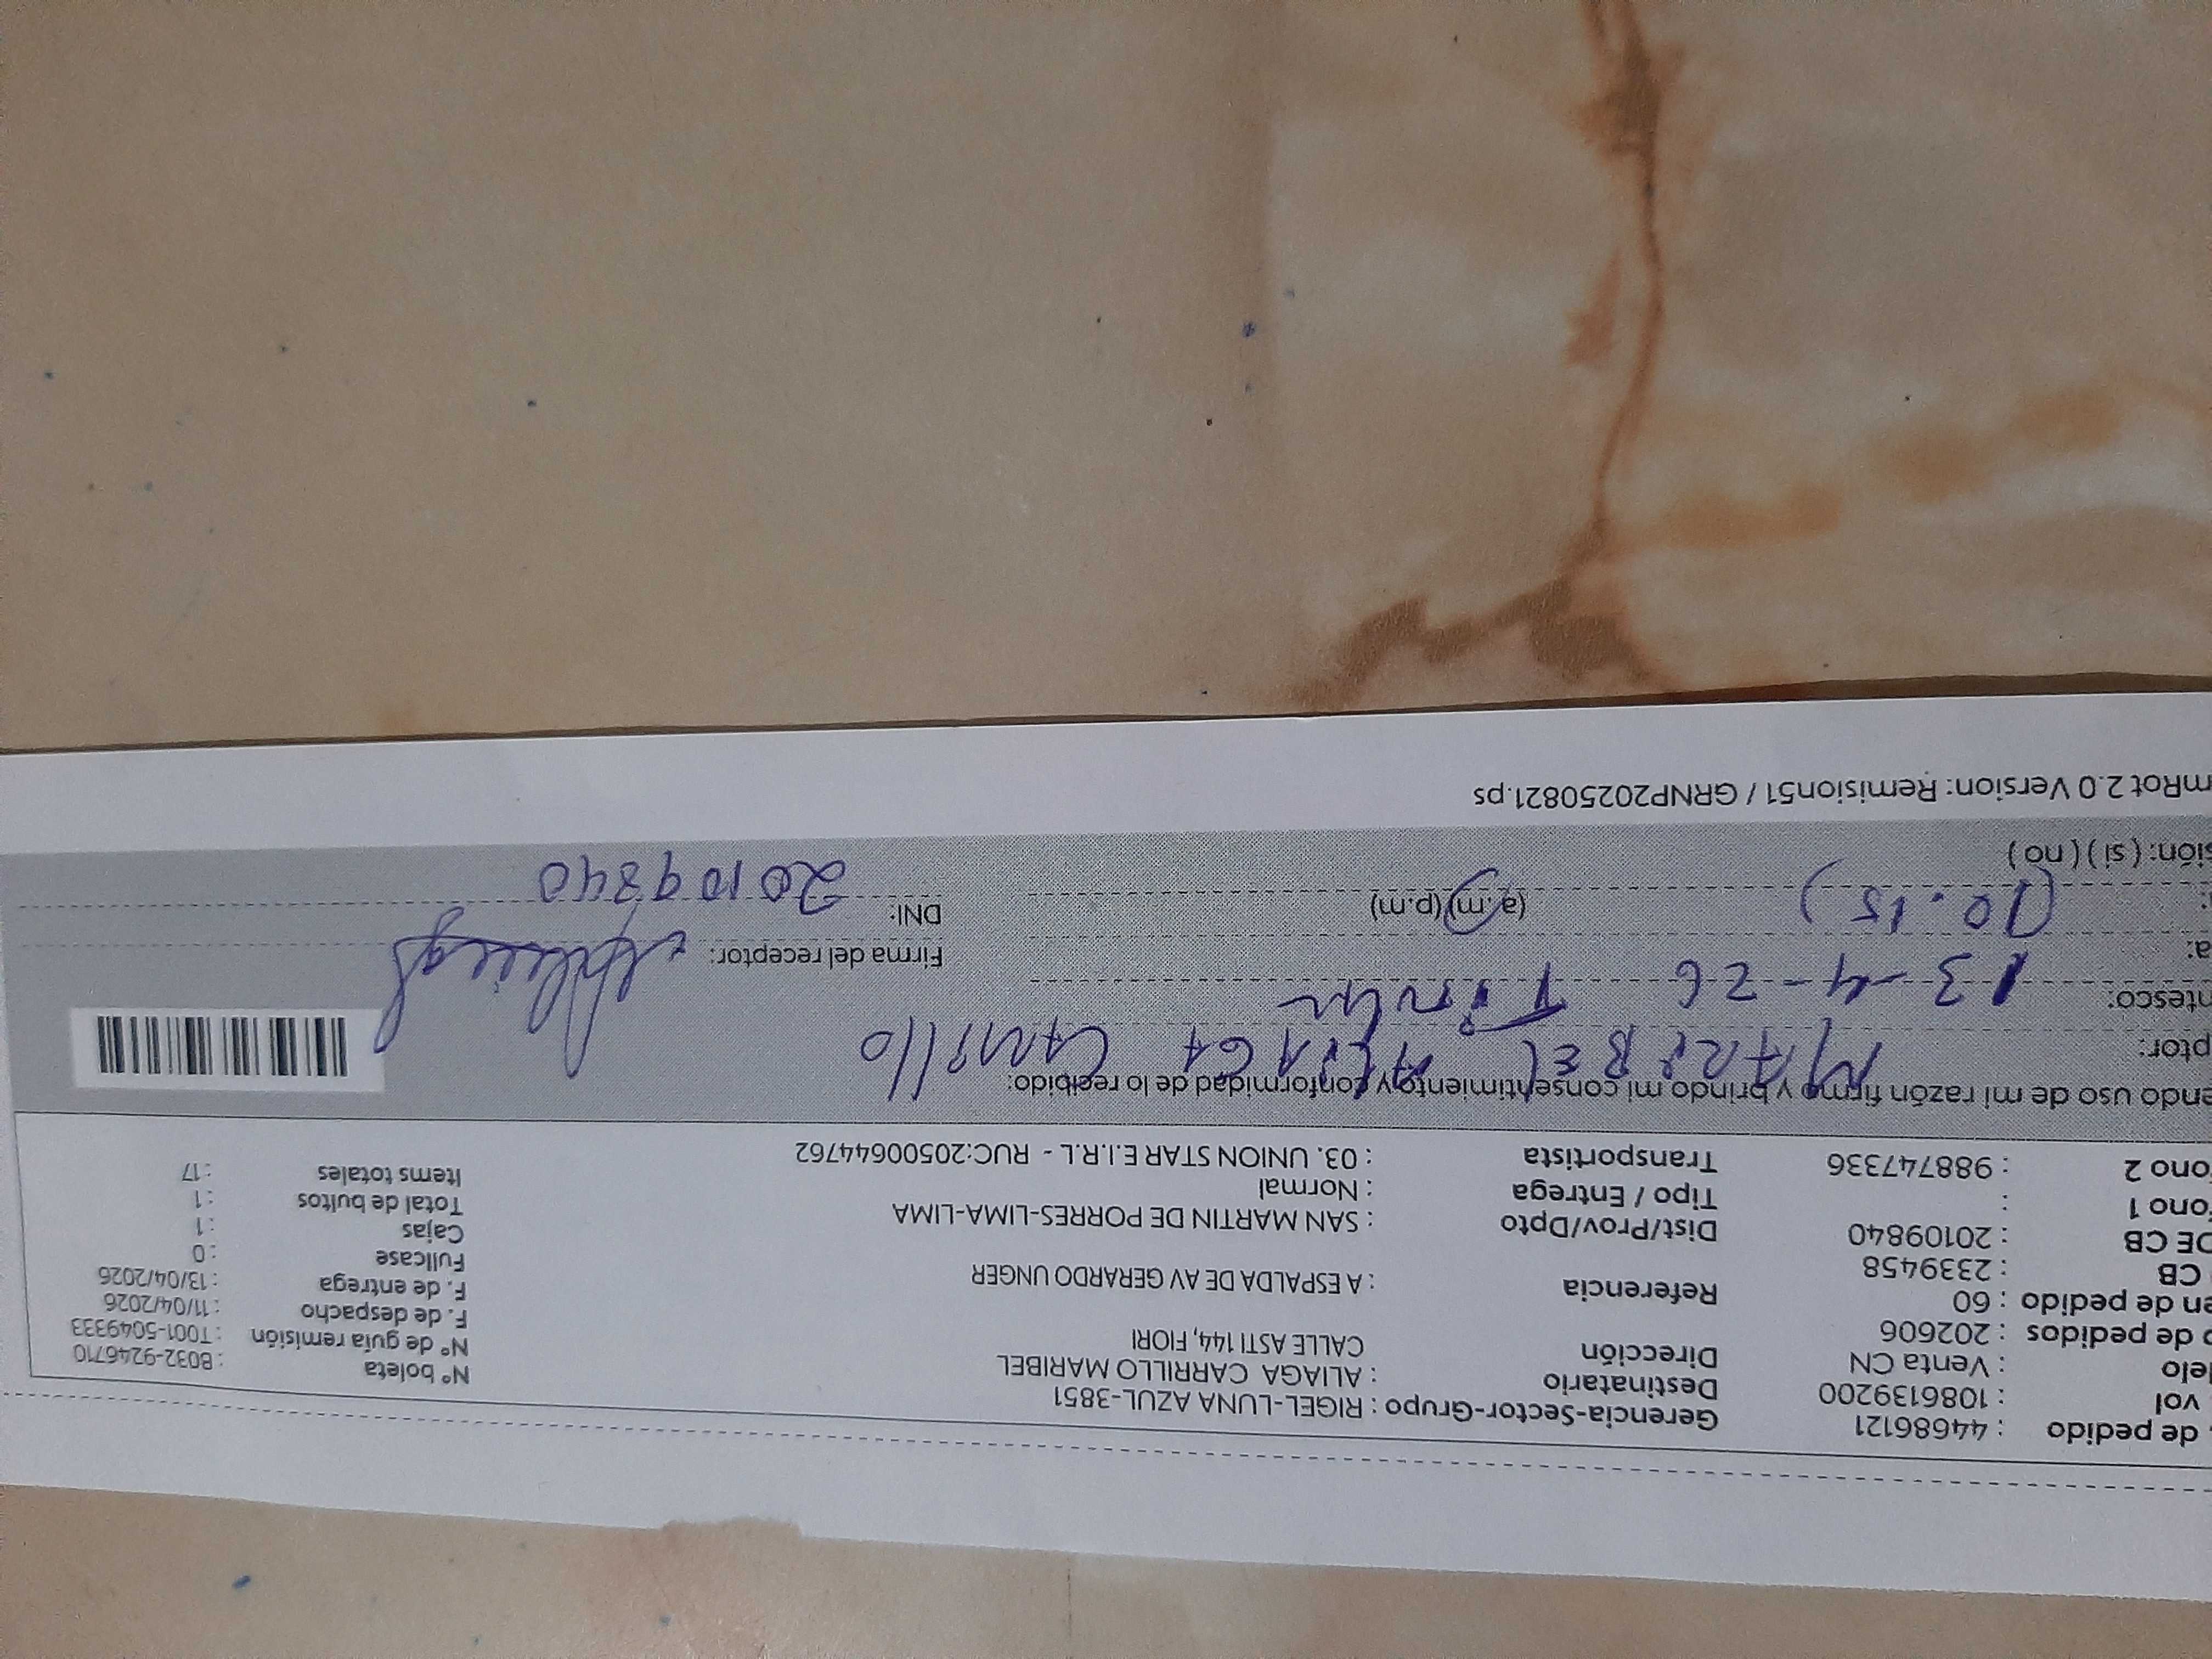 . de pedido : 44686121 Gerencia-Sector-Grupo : RIGEL-LUNA AZUL-3851 N° boleta : B032-9246710
vol : 1086139200 Destinatario : ALIAGA CARRILLO MARIBEL N° de guía remisión : T001-5049333
delo : Venta CN Dirección CALLE ASTI 144, FIORI F. de despacho : 11/04/2026
o de pedidos : 202606 F. de entrega : 13/04/2026
en de pedido : 60 Referencia : A ESPALDA DE AV GERARDO UNGER Fullcase : 0
CB : 2339458 Cajas : 1
DE CB : 20109840 Dist/Prov/Dpto : SAN MARTIN DE PORRES-LIMA-LIMA Total de bultos : 1
ono 1 : Tipo / Entrega : Normal Items totales : 17
ono 2 : 988747336 Transportista : 03. UNION STAR E.I.R.L - RUC:20500644762
endo uso de mi razón firmo y brindo mi consentimiento y conformidad de lo recibido:
ptor: MARIBEL ALIAGA Carrillo
ntesco: Titular
a: 13-4-26 Firma del receptor:
: (10.15) (a.m) (p.m) DNI: 20109840
sión: ( si ) ( no )
mRot 2.0 Version: Remision51 / GRNP20250821.ps